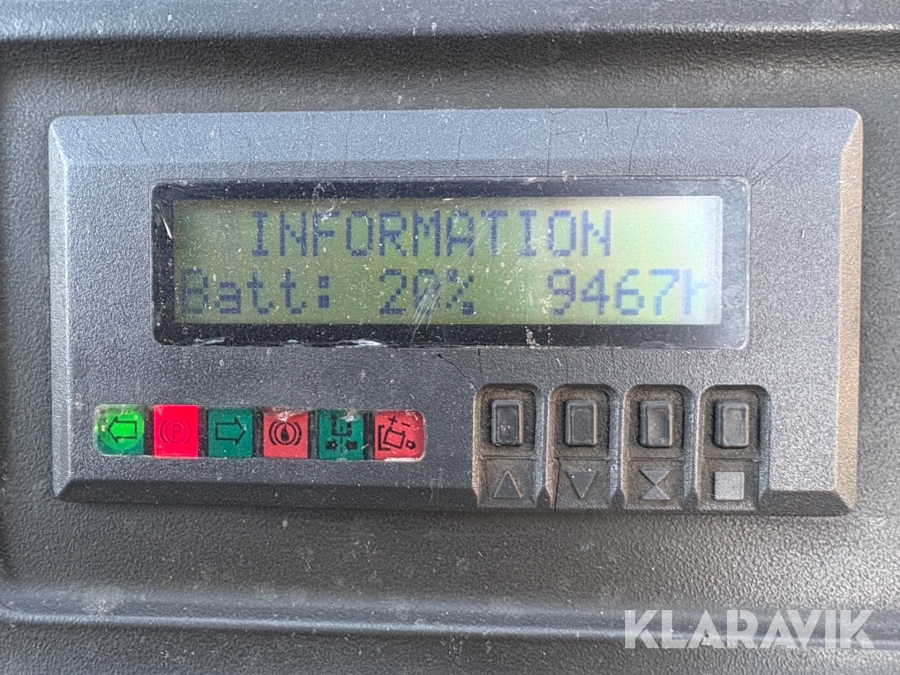 INFORMATION
Batt: 20% 9467h
P
KLARAVIK